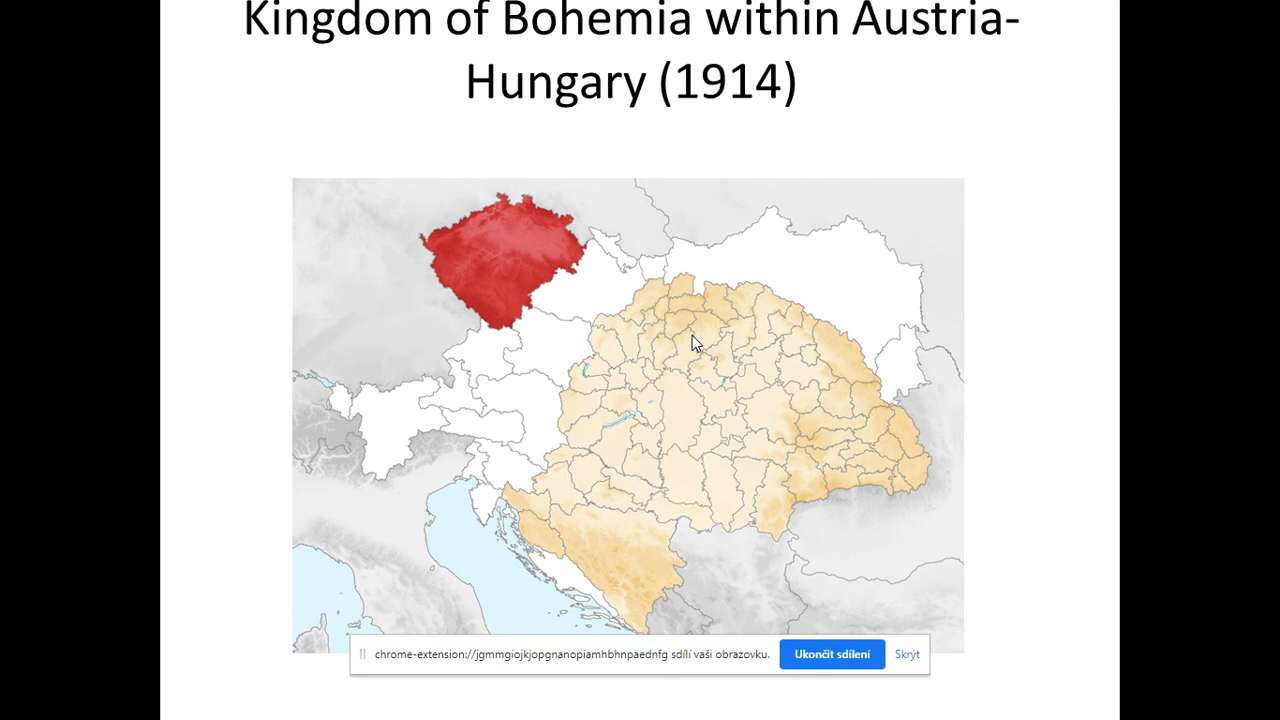 Kingdom of Bohemia within Austria-
Hungary (1914)
chrome-extension://jgmmgiojkjopgnanopiamhbhnpaednfg sdílí vaši obrazovku.
Ukončit sdílení
Skrýt